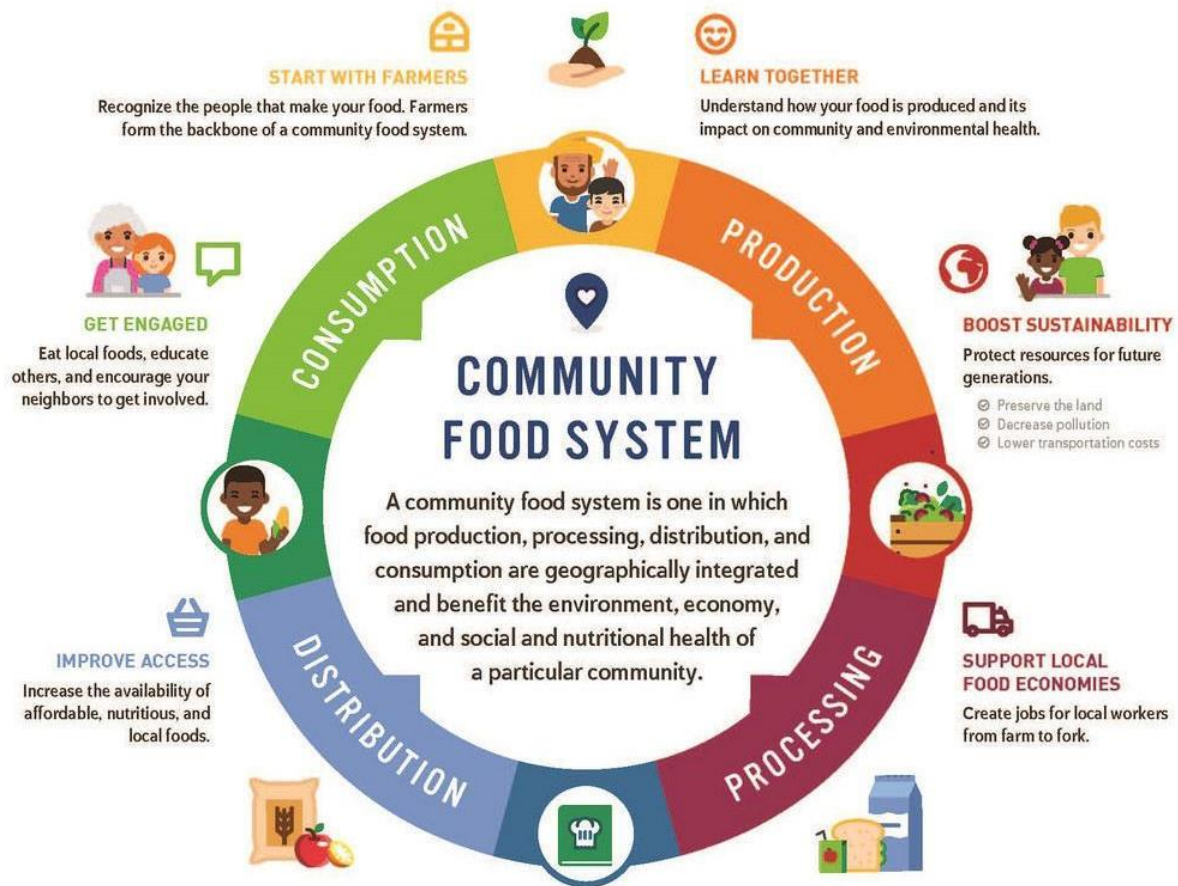 START WITH FARMERS
Recognize the people that make your food. Farmers
form the backbone of a community food system.
LEARN TOGETHER
Understand how your food is produced and its
impact on community and environmental health.
CONSUMPTION
PRODUCTION
GET ENGAGED
Eat local foods, educate
others, and encourage your
neighbors to get involved.
BOOST SUSTAINABILITY
Protect resources for future
generations.
Preserve the land
Decrease pollution
Lower transportation costs
COMMUNITY
FOOD SYSTEM
A community food system is one in which
food production, processing, distribution, and
consumption are geographically integrated
and benefit the environment, economy,
and social and nutritional health of
a particular community.
IMPROVE ACCESS
Increase the availability of
affordable, nutritious, and
local foods.
SUPPORT LOCAL
FOOD ECONOMIES
Create jobs for local workers
from farm to fork.
DISTRIBUTION
PROCESSING